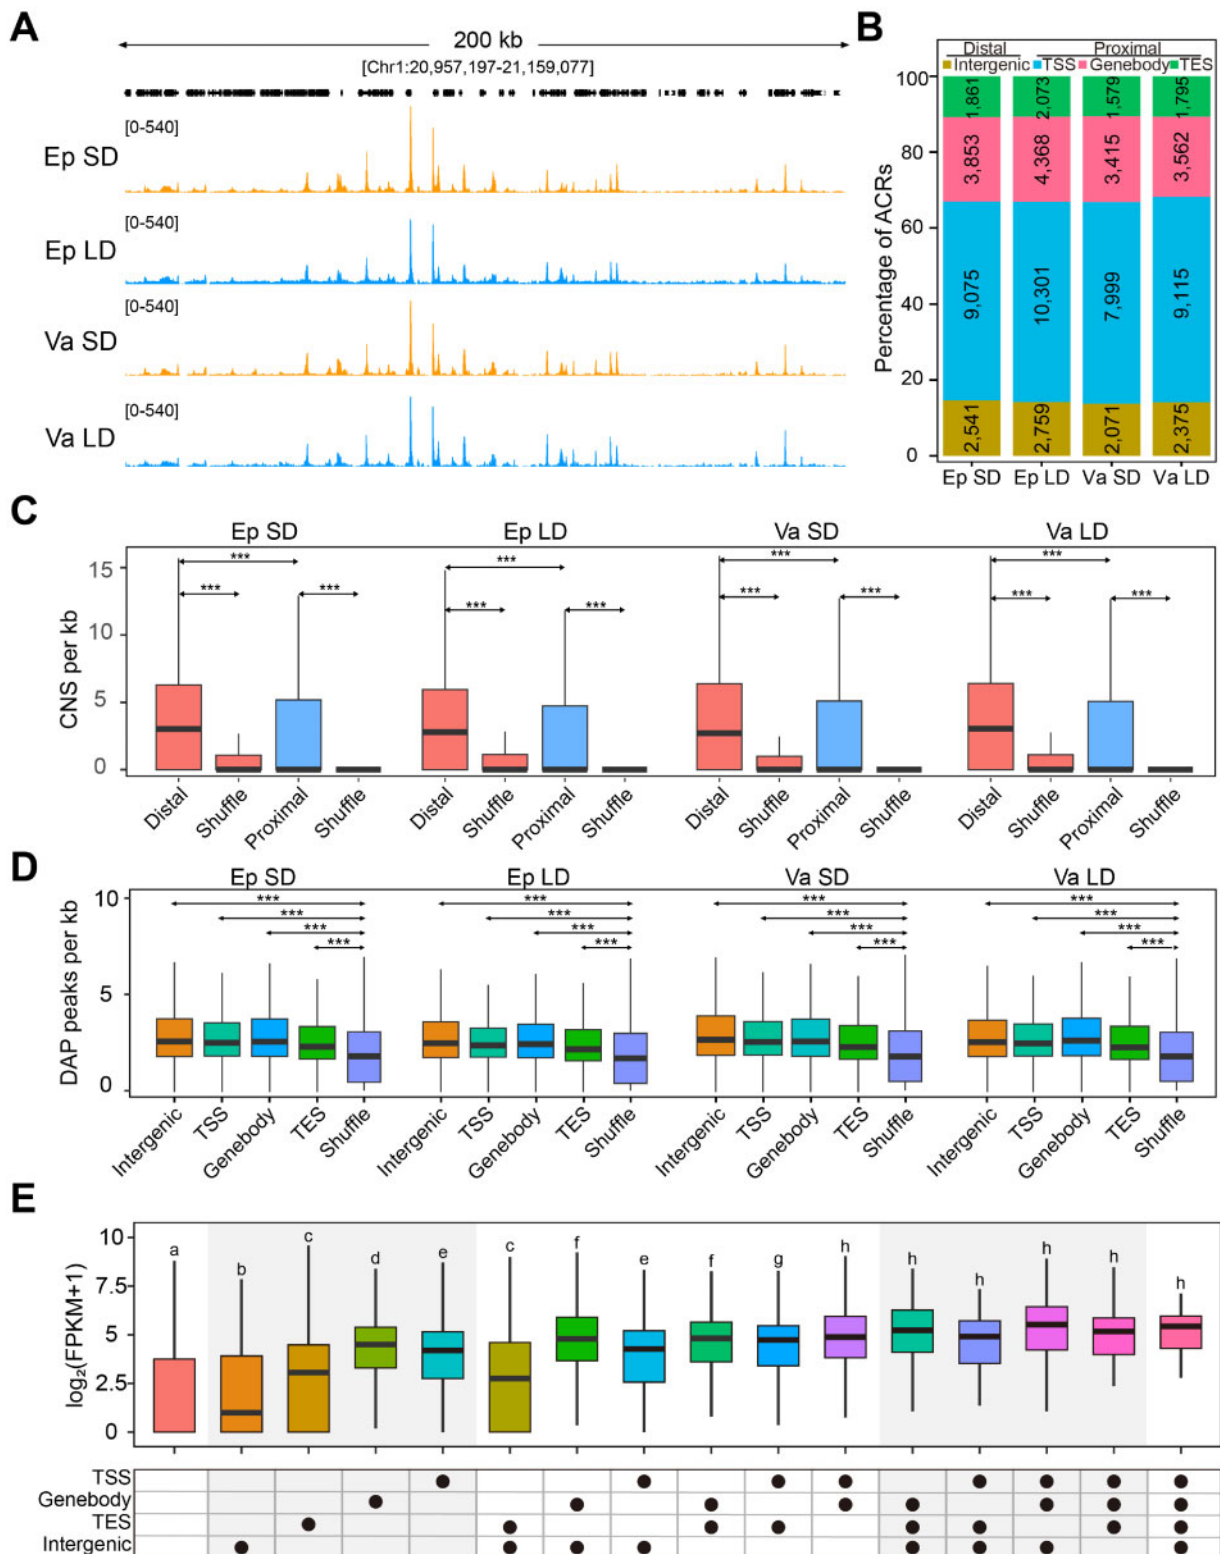 A
200 kb
[Chr1:20,957,197-21,159,077]
[0-540]
Ep SD
[0-540]
Ep LD
[0-540]
Va SD
[0-540]
Va LD
B
Distal Proximal
Intergenic TSS Genebody TES
Percentage of ACRs
100
80
60
40
20
0
1,861 2,073 1,579 1,795
3,853 4,368 3,415 3,562
9,075 10,301 7,999 9,115
2,541 2,759 2,071 2,375
Ep SD Ep LD Va SD Va LD
C
Ep SD Ep LD Va SD Va LD
CNS per kb
15
10
5
0
*** *** *** ***
*** *** *** *** *** *** *** ***
Distal Shuffle Proximal Shuffle Distal Shuffle Proximal Shuffle Distal Shuffle Proximal Shuffle Distal Shuffle Proximal Shuffle
D
Ep SD Ep LD Va SD Va LD
DAP peaks per kb
10
5
0
*** *** *** ***
*** *** *** ***
*** *** *** ***
*** *** *** ***
Intergenic TSS Genebody TES Shuffle Intergenic TSS Genebody TES Shuffle Intergenic TSS Genebody TES Shuffle Intergenic TSS Genebody TES Shuffle
E
log₂(FPKM+1)
10
7.5
5
2.5
0
a b c d e c f e f g h h h h h h
TSS
Genebody
TES
Intergenic